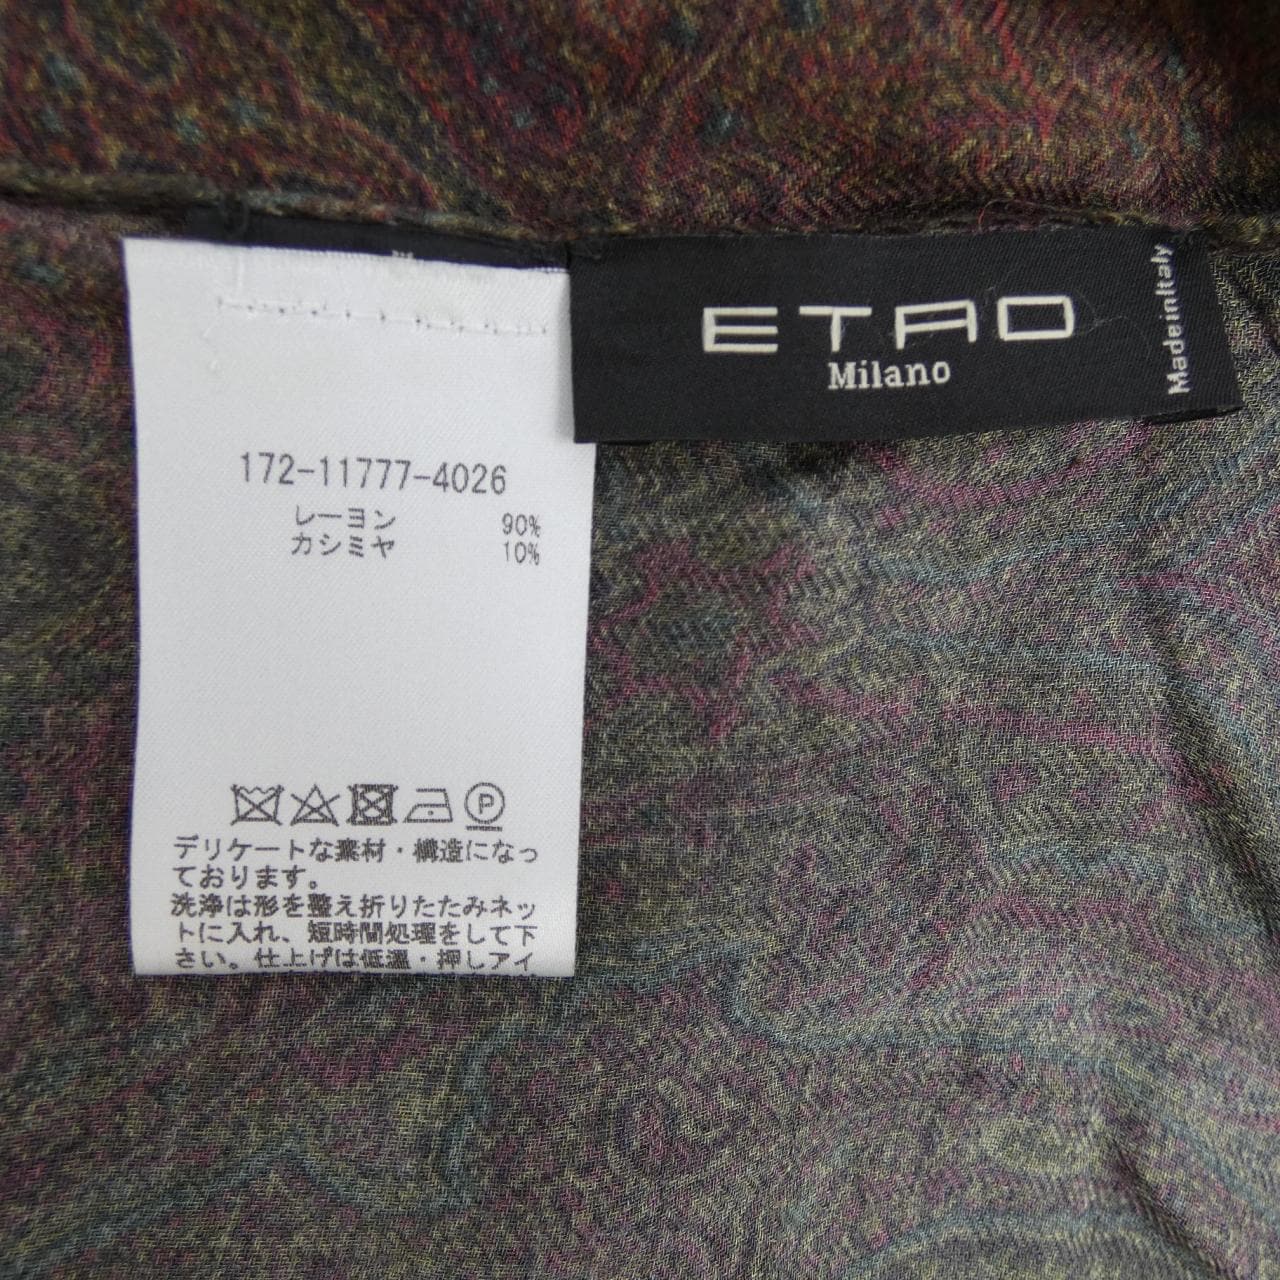 ETRO
Milano
MadeinItaly
172-11777-4026
レーヨン 90%
カシミヤ 10%
P
デリケートな素材・構造になっ
ております。
洗浄は形を整え折りたたみネッ
トに入れ、短時間処理をして下
さい。仕上げは低温・押しアイ